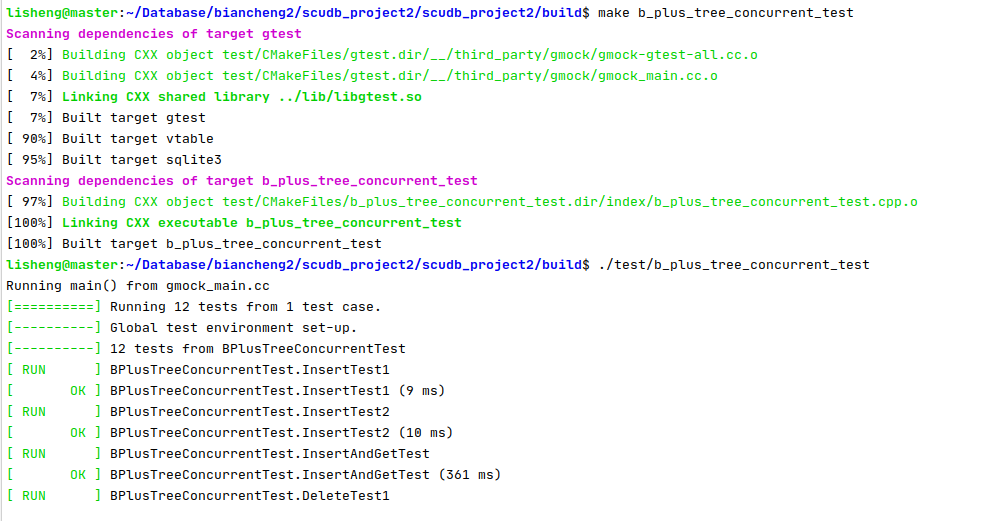 lisheng@master:~/Database/biancheng2/scudb_project2/scudb_project2/build$ make b_plus_tree_concurrent_test
Scanning dependencies of target gtest
[  2%] Building CXX object test/CMakeFiles/gtest.dir/__/third_party/gmock/gmock-gtest-all.cc.o
[  4%] Building CXX object test/CMakeFiles/gtest.dir/__/third_party/gmock/gmock_main.cc.o
[  7%] Linking CXX shared library ../lib/libgtest.so
[  7%] Built target gtest
[ 90%] Built target vtable
[ 95%] Built target sqlite3
Scanning dependencies of target b_plus_tree_concurrent_test
[ 97%] Building CXX object test/CMakeFiles/b_plus_tree_concurrent_test.dir/index/b_plus_tree_concurrent_test.cpp.o
[100%] Linking CXX executable b_plus_tree_concurrent_test
[100%] Built target b_plus_tree_concurrent_test
lisheng@master:~/Database/biancheng2/scudb_project2/scudb_project2/build$ ./test/b_plus_tree_concurrent_test
Running main() from gmock_main.cc
[==========] Running 12 tests from 1 test case.
[----------] Global test environment set-up.
[----------] 12 tests from BPlusTreeConcurrentTest
[ RUN      ] BPlusTreeConcurrentTest.InsertTest1
[       OK ] BPlusTreeConcurrentTest.InsertTest1 (9 ms)
[ RUN      ] BPlusTreeConcurrentTest.InsertTest2
[       OK ] BPlusTreeConcurrentTest.InsertTest2 (10 ms)
[ RUN      ] BPlusTreeConcurrentTest.InsertAndGetTest
[       OK ] BPlusTreeConcurrentTest.InsertAndGetTest (361 ms)
[ RUN      ] BPlusTreeConcurrentTest.DeleteTest1